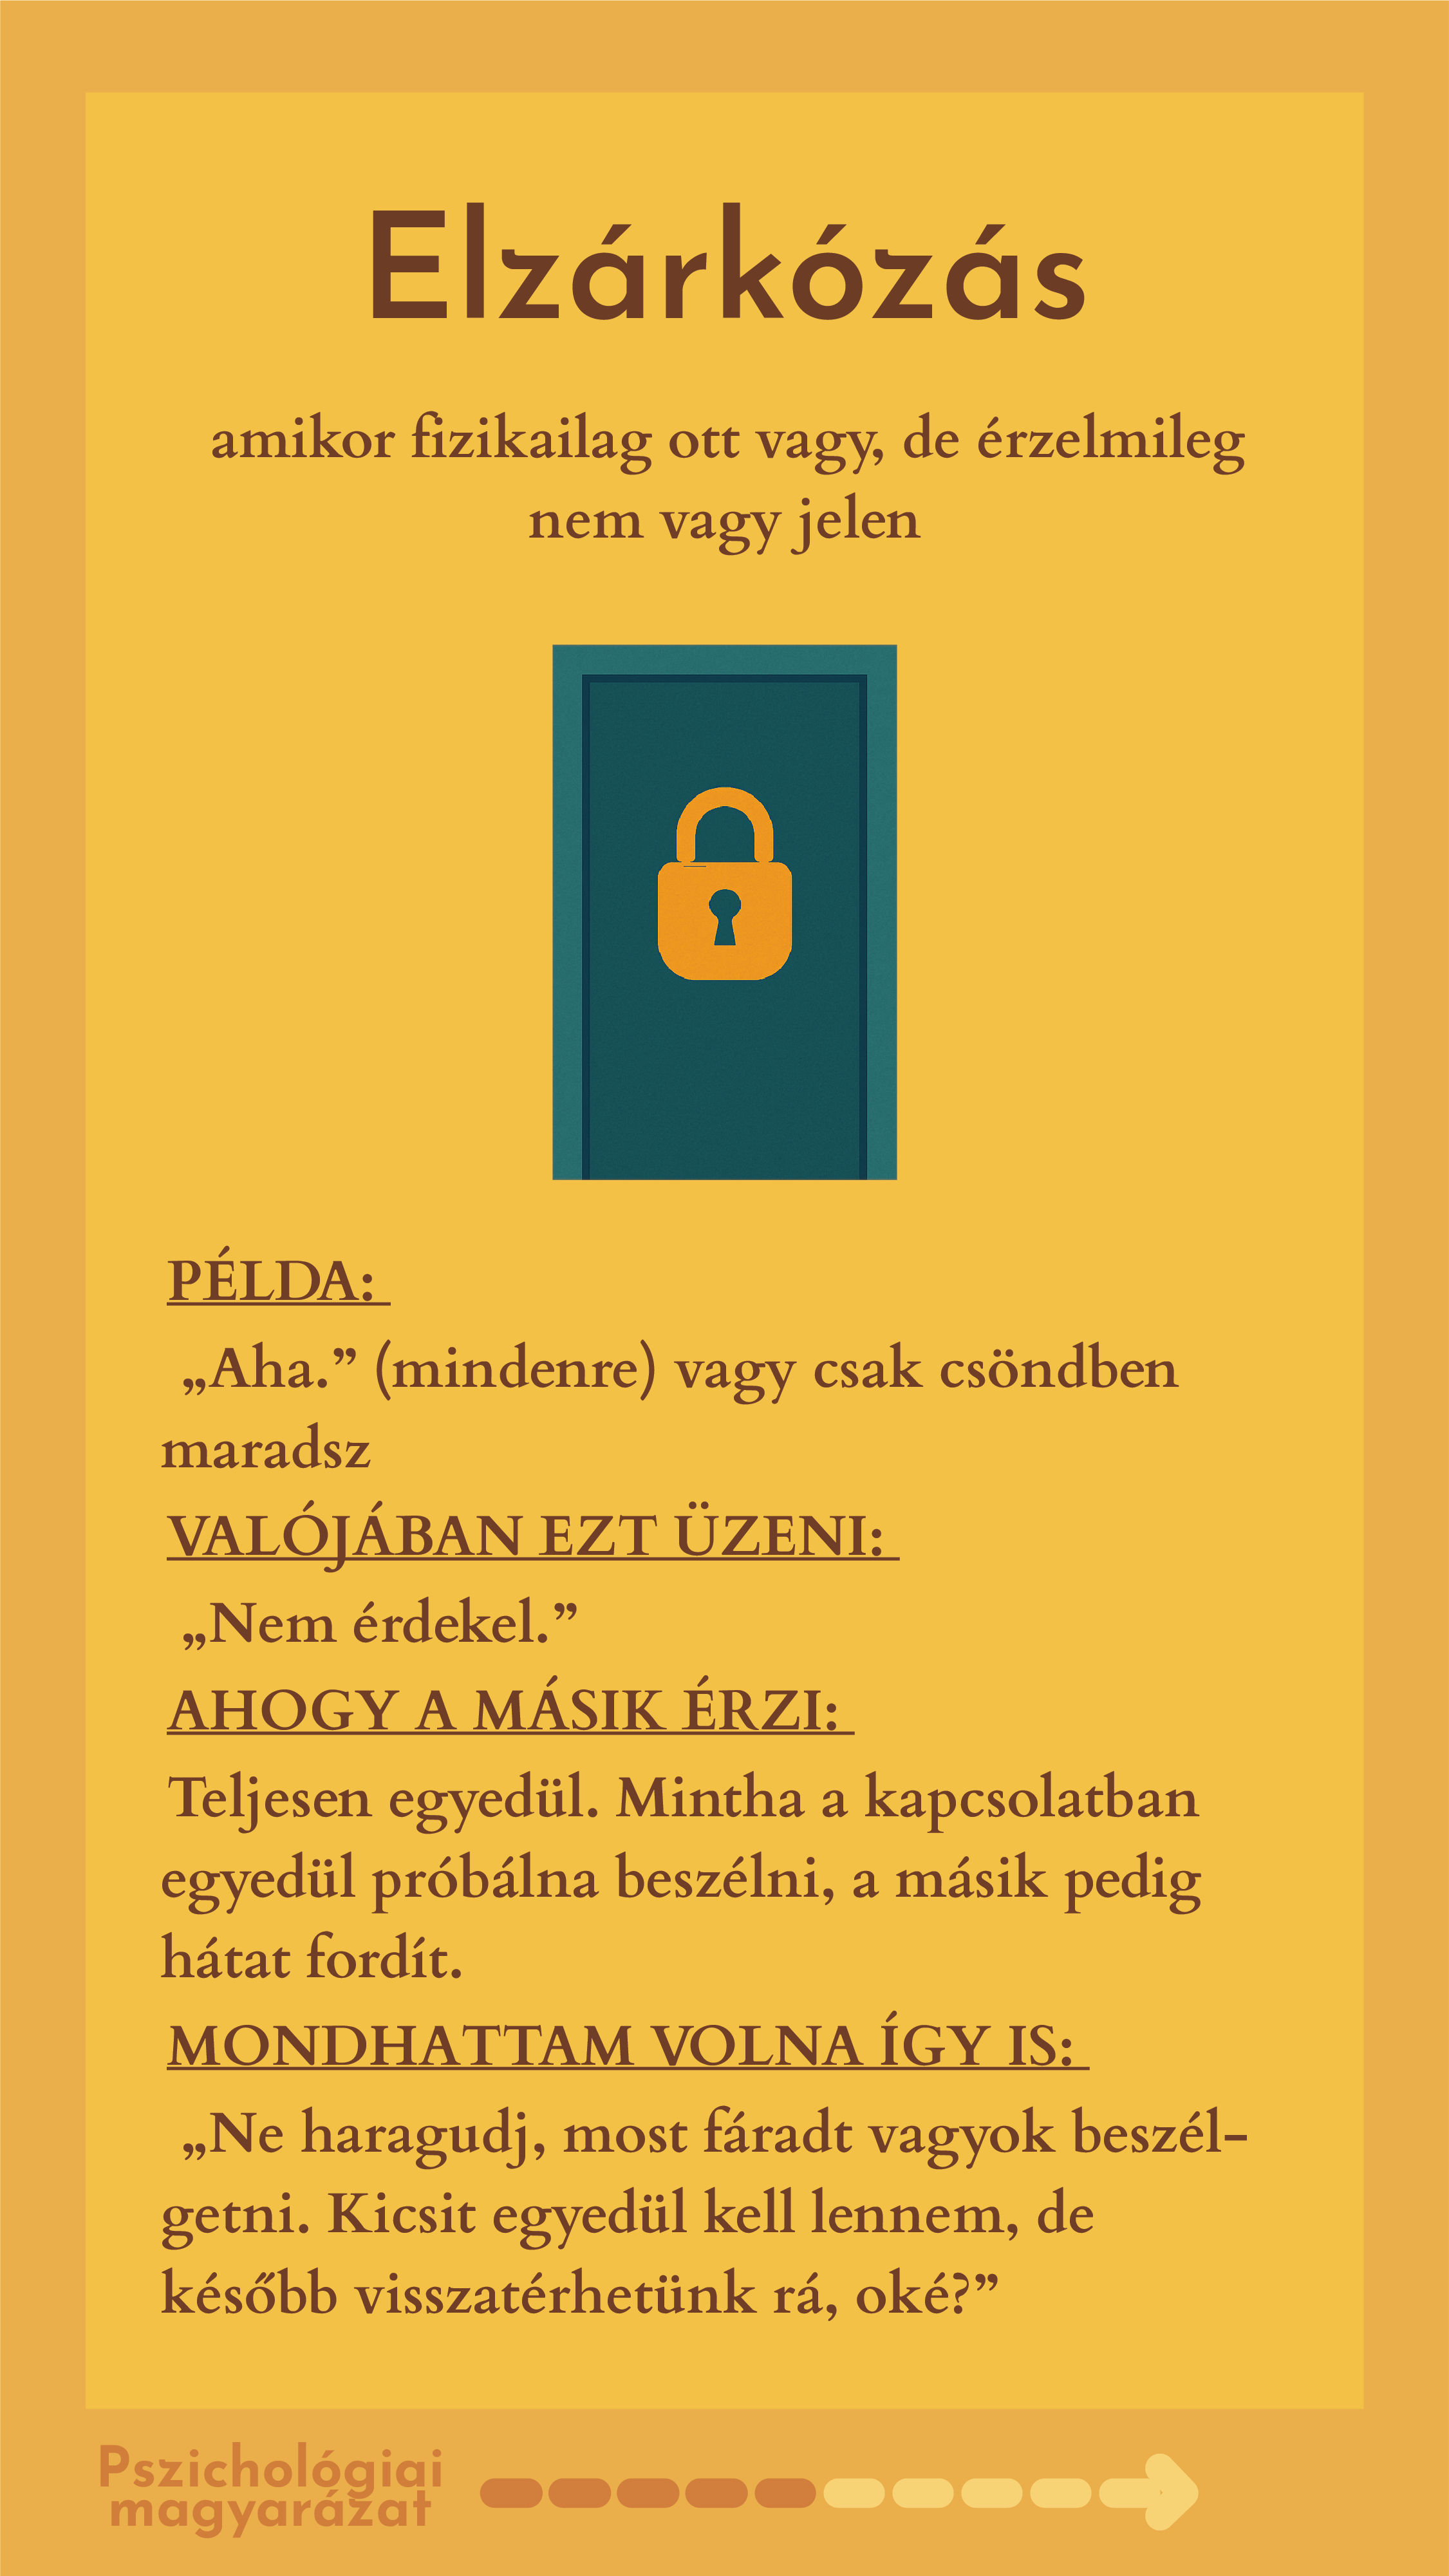 Elzárkózás
amikor fizikailag ott vagy, de érzelmileg
nem vagy jelen
PÉLDA:
„Aha.” (mindenre) vagy csak csöndben
maradsz
VALÓJÁBAN EZT ÜZENI:
„Nem érdekel.”
AHOGY A MÁSIK ÉRZI:
Teljesen egyedül. Mintha a kapcsolatban
egyedül próbálna beszélni, a másik pedig
hátat fordít.
MONDHATTAM VOLNA ÍGY IS:
„Ne haragudj, most fáradt vagyok beszél-
getni. Kicsit egyedül kell lennem, de
később visszatérhetünk rá, oké?”
Pszichológiai
magyarázat